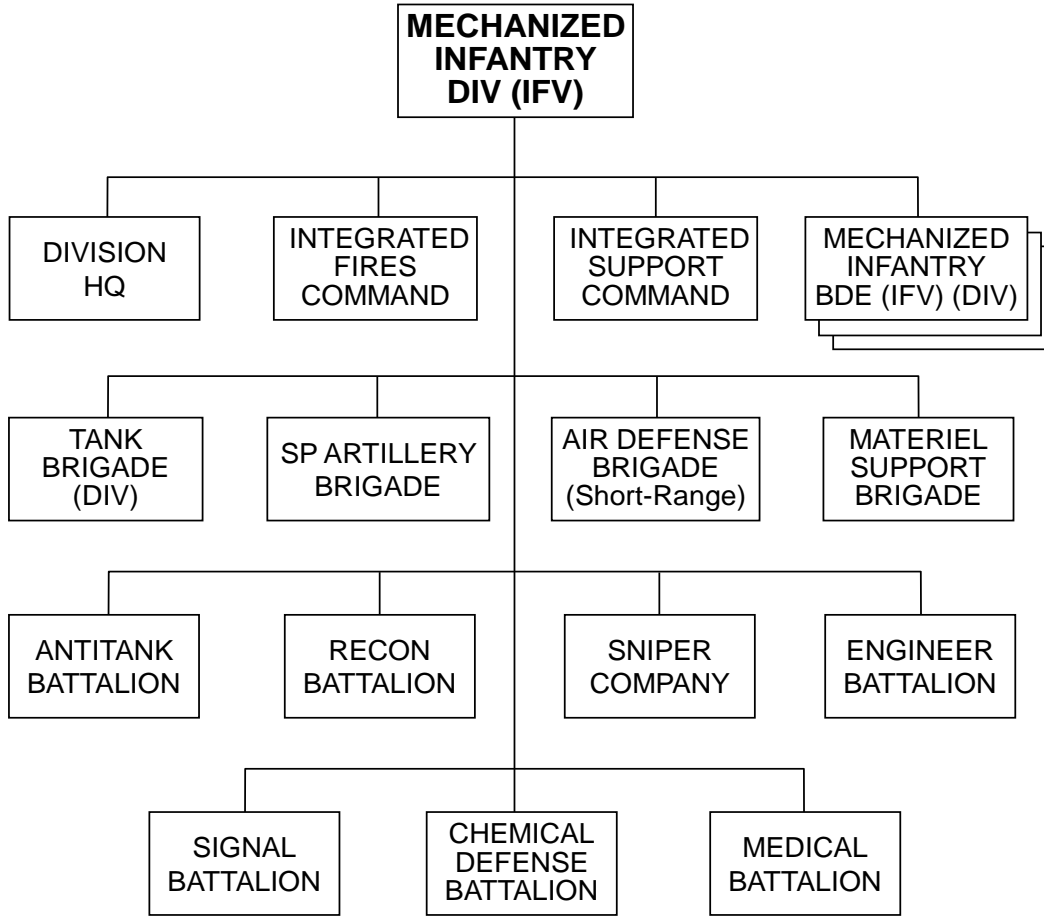 MECHANIZED
INFANTRY
DIV (IFV)
DIVISION
HQ
INTEGRATED
FIRES
COMMAND
INTEGRATED
SUPPORT
COMMAND
MECHANIZED
INFANTRY
BDE (IFV) (DIV)
TANK
BRIGADE
(DIV)
SP ARTILLERY
BRIGADE
AIR DEFENSE
BRIGADE
(Short-Range)
MATERIEL
SUPPORT
BRIGADE
ANTITANK
BATTALION
RECON
BATTALION
SNIPER
COMPANY
ENGINEER
BATTALION
SIGNAL
BATTALION
CHEMICAL
DEFENSE
BATTALION
MEDICAL
BATTALION